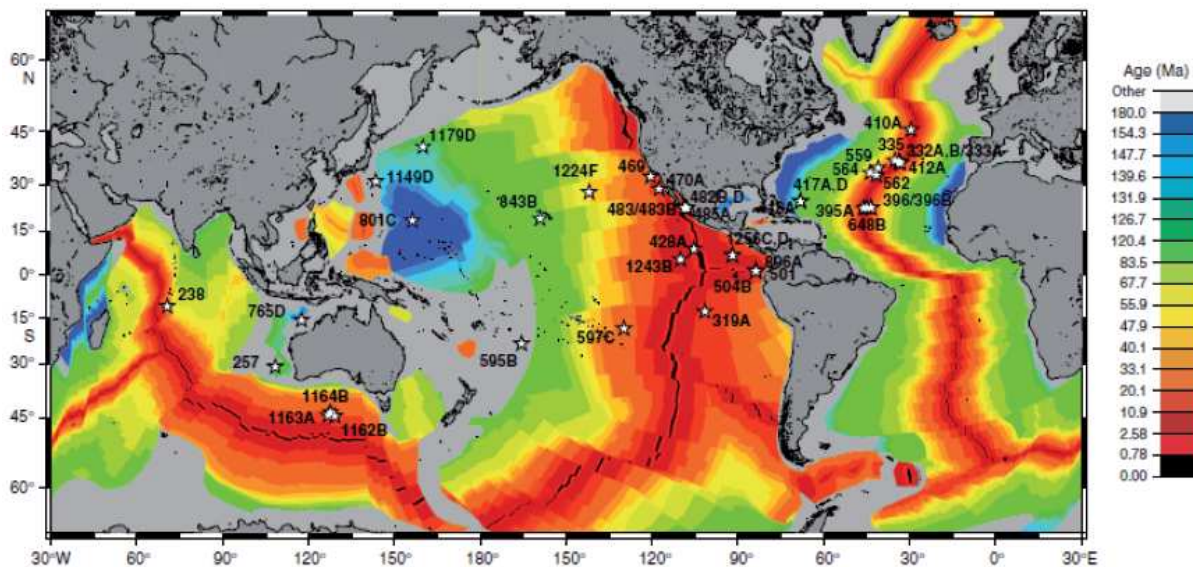 60°
N
45°
30°
15°
0°
15°
S
30°
45°
60°
30°
60°
90°
120°
150°
180°
150°
120°
90°
60°
30°
0°
30°E
1179D
1149D
801C
843B
1224F
469
470A
482B,D
483/483B
485A
428A
1256C,D
1243B
896A
501
504B
319A
597C
595B
238
765D
257
1164B
1163A
1162B
410A
335
332A.B/333A
559
412A
564
562
417A.D
396/396B
395A
648B
Age (Ma)
Other
180.0
154.3
147.7
139.6
131.9
126.7
120.4
83.5
67.7
55.9
47.9
40.1
33.1
20.1
10.9
2.58
0.78
0.00